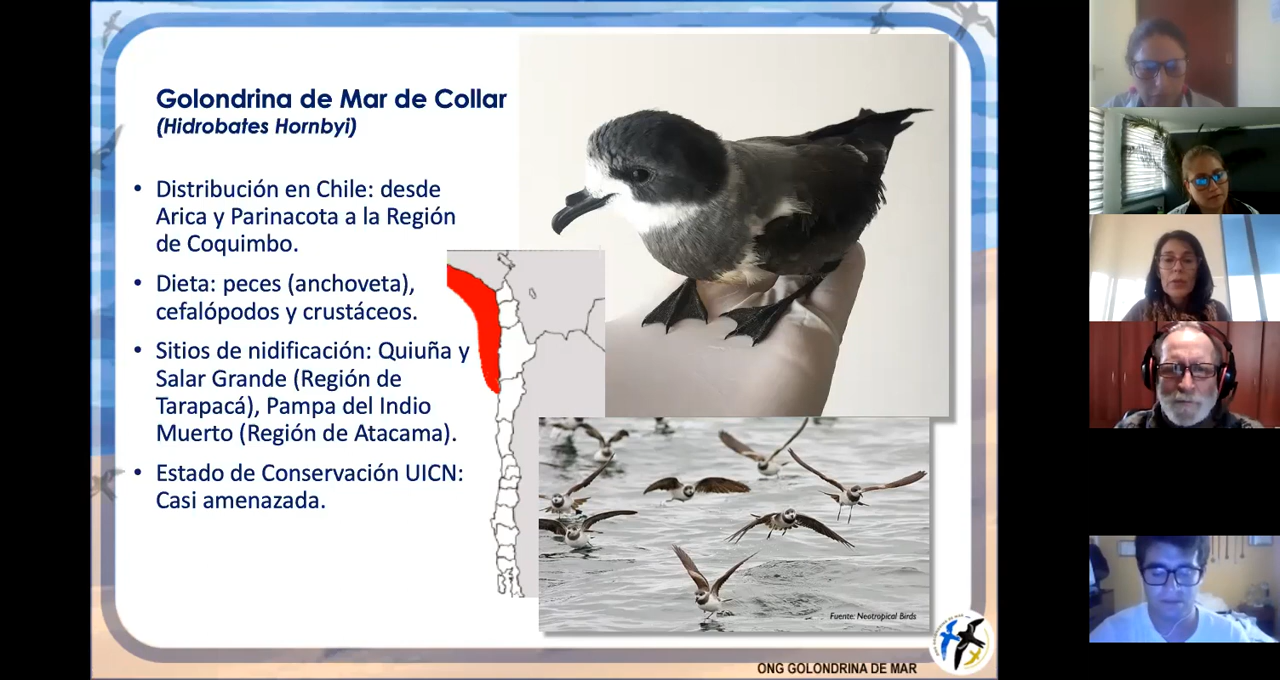 Golondrina de Mar de Collar
(Hidrobates Hornbyi)
• Distribución en Chile: desde
Arica y Parinacota a la Región
de Coquimbo.
• Dieta: peces (anchoveta),
cefalópodos y crustáceos.
• Sitios de nidificación: Quiuña y
Salar Grande (Región de
Tarapacá), Pampa del Indio
Muerto (Región de Atacama).
• Estado de Conservación UICN:
Casi amenazada.
Fuente: Neotropical Birds
ONG GOLONDRINA DE MAR